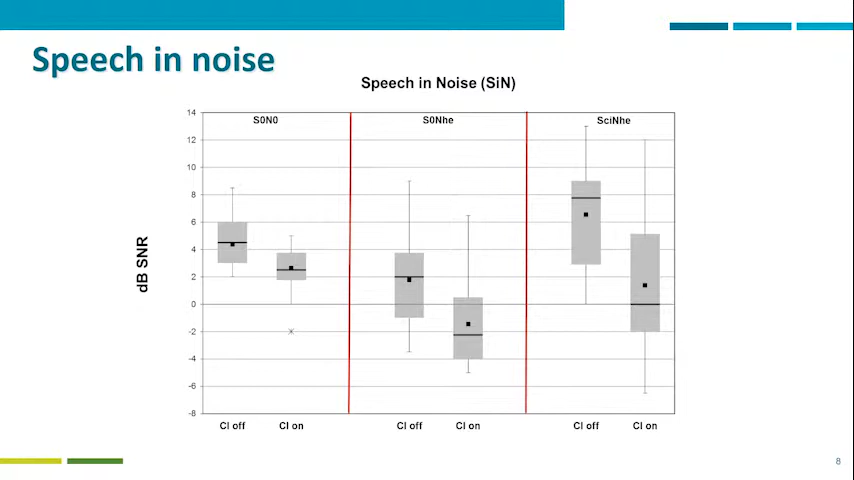 Speech in noise
Speech in Noise (SiN)
S0N0
S0Nhe
SciNhe
14
12
10
8
6
4
2
0
-2
-4
-6
-8
dB SNR
CI off
CI on
CI off
CI on
CI off
CI on
8